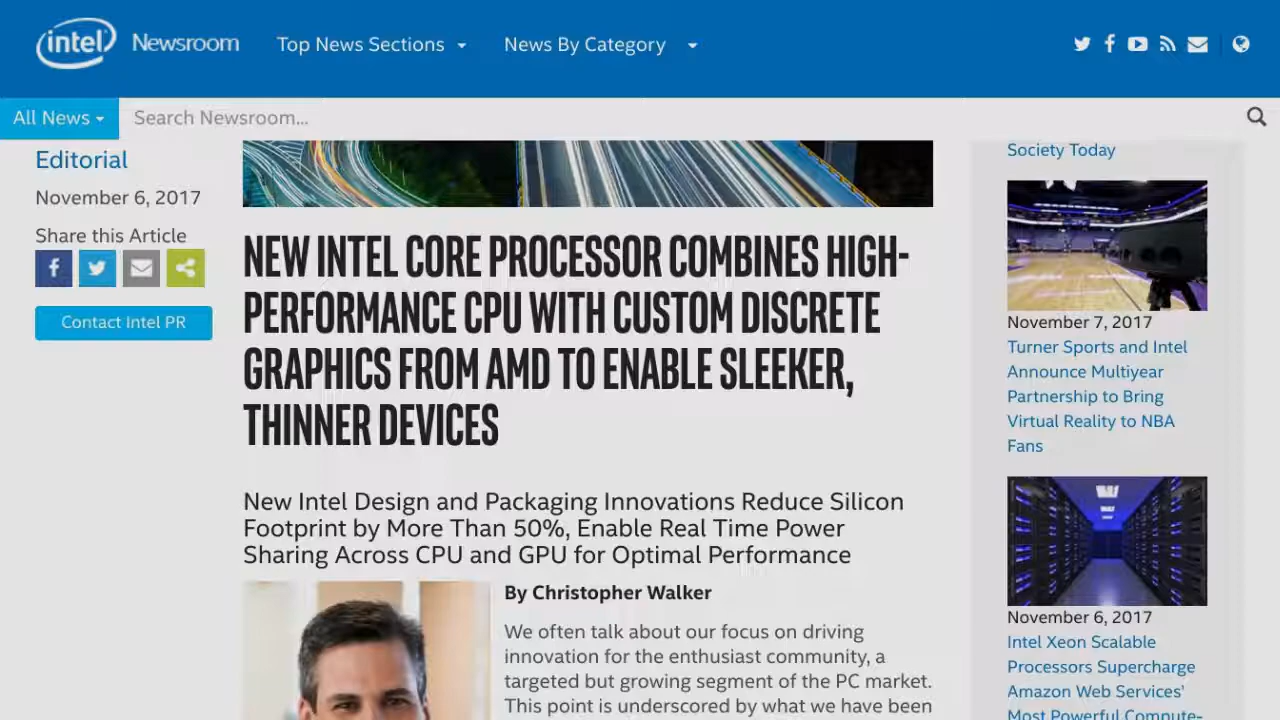 intel Newsroom
Top News Sections
News By Category
All News
Search Newsroom...
Editorial
November 6, 2017
Share this Article
Contact Intel PR
NEW INTEL CORE PROCESSOR COMBINES HIGH-
PERFORMANCE CPU WITH CUSTOM DISCRETE
GRAPHICS FROM AMD TO ENABLE SLEEKER,
THINNER DEVICES
New Intel Design and Packaging Innovations Reduce Silicon
Footprint by More Than 50%, Enable Real Time Power
Sharing Across CPU and GPU for Optimal Performance
By Christopher Walker
We often talk about our focus on driving
innovation for the enthusiast community, a
targeted but growing segment of the PC market.
This point is underscored by what we have been
Society Today
November 7, 2017
Turner Sports and Intel
Announce Multiyear
Partnership to Bring
Virtual Reality to NBA
Fans
November 6, 2017
Intel Xeon Scalable
Processors Supercharge
Amazon Web Services'
Most Powerful Compute-